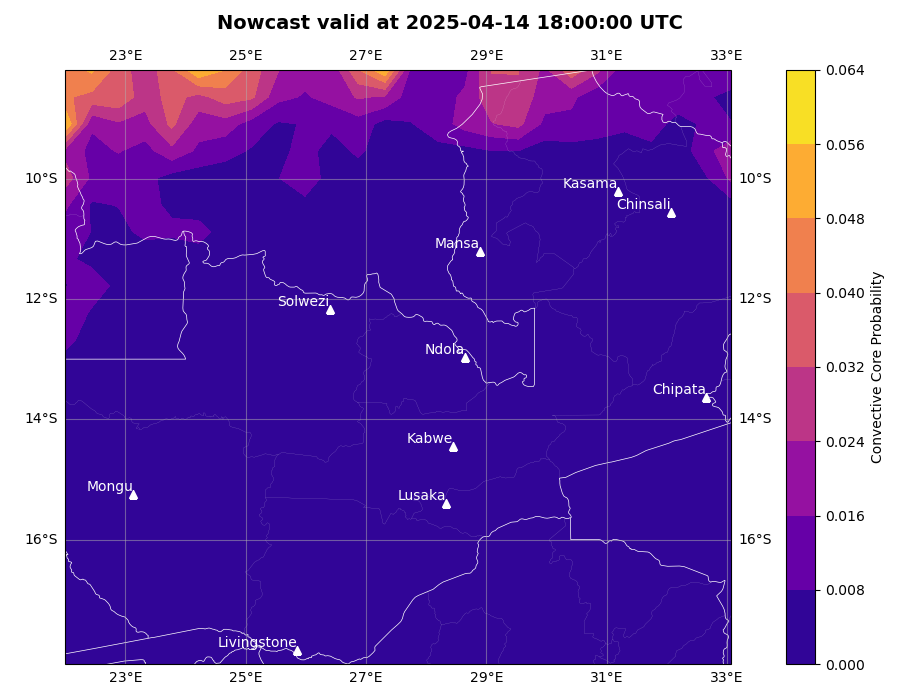 Nowcast valid at 2025-04-14 18:00:00 UTC
23°E 25°E 27°E 29°E 31°E 33°E
0.064
0.056
0.048
0.040
0.032
0.024
0.016
0.008
0.000
Convective Core Probability
10°S 10°S
12°S 12°S
14°S 14°S
16°S 16°S
Kasama
Chinsali
Mansa
Solwezi
Ndola
Chipata
Kabwe
Mongu
Lusaka
Livingstone
23°E 25°E 27°E 29°E 31°E 33°E